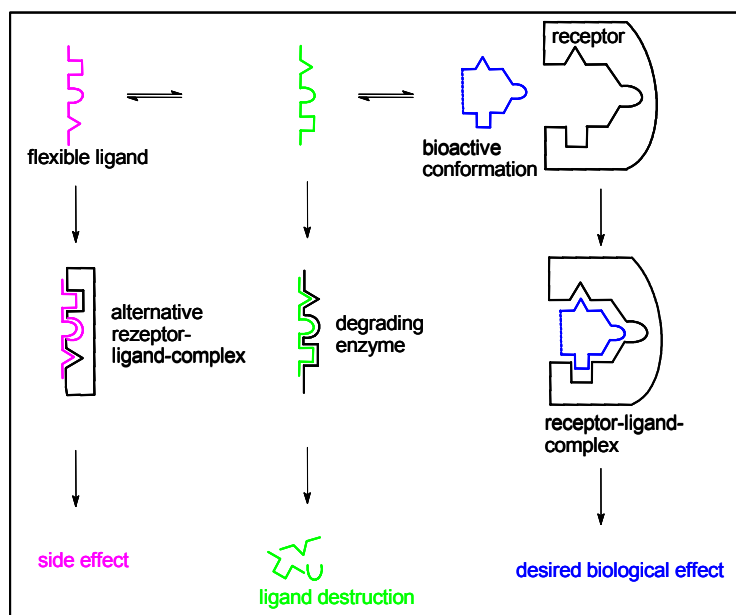 receptor
flexible ligand
bioactive
conformation
alternative
rezeptor-
ligand-complex
degrading
enzyme
receptor-ligand-
complex
side effect
ligand destruction
desired biological effect